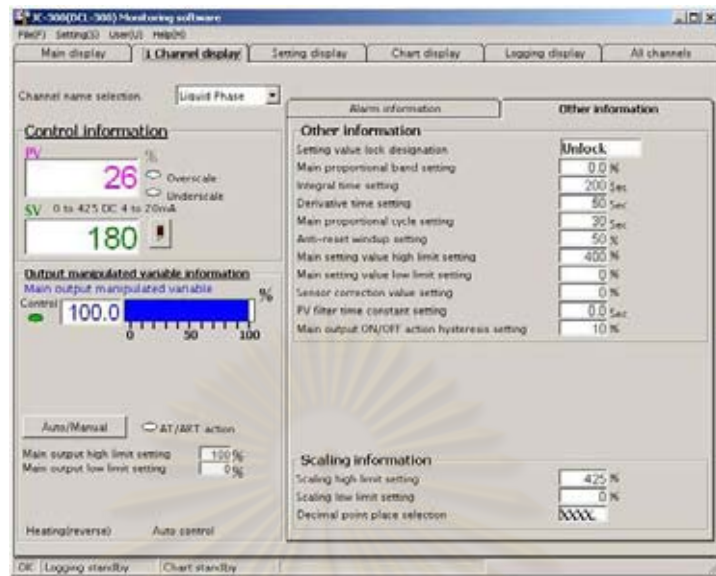 JC-300(DCL-300) Monitoring software
File(F) Setting(S) User(U) Help(H)
Main display 1 Channel display Setting display Chart display Logging display All channels
Channel name selection Liquid Phase
Control information
PV
26 %
Overscale
Underscale
SV 0 to 425 DC 4 to 20mA
180
Output manipulated variable information
Main output manipulated variable
Control 100.0 %
0 50 100
Auto/Manual AT/ART action
Main output high limit setting 100 %
Main output low limit setting 0 %
Heating(reverse) Auto control
Alarm information Other information
Other information
Setting value lock designation Unlock
Main proportional band setting 0.0 %
Integral time setting 200 Sec
Derivative time setting 50 Sec
Main proportional cycle setting 30 Sec
Anti-reset windup setting 50 %
Main setting value high limit setting 400 %
Main setting value low limit setting 0 %
Sensor correction value setting 0 %
PV filter time constant setting 0.0 Sec
Main output ON/OFF action hysteresis setting 10 %
Scaling information
Scaling high limit setting 425 %
Scaling low limit setting 0 %
Decimal point place selection XXXX.
OK Logging standby Chart standby